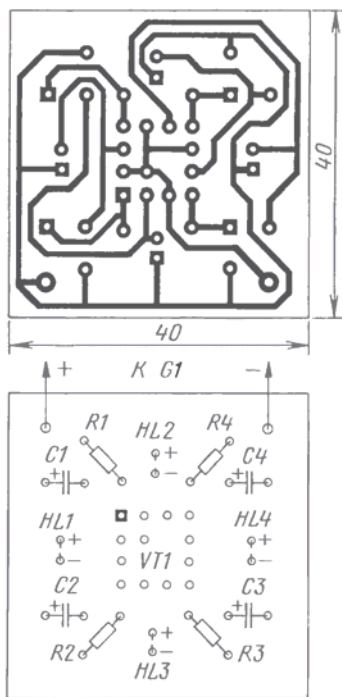 40
40
+ К G1 −
R1 HL2 R4
C1 + C4
+ − +
HL1 HL4
+ VT1 +
− −
C2 C3
+ + +
R2 − R3
HL3